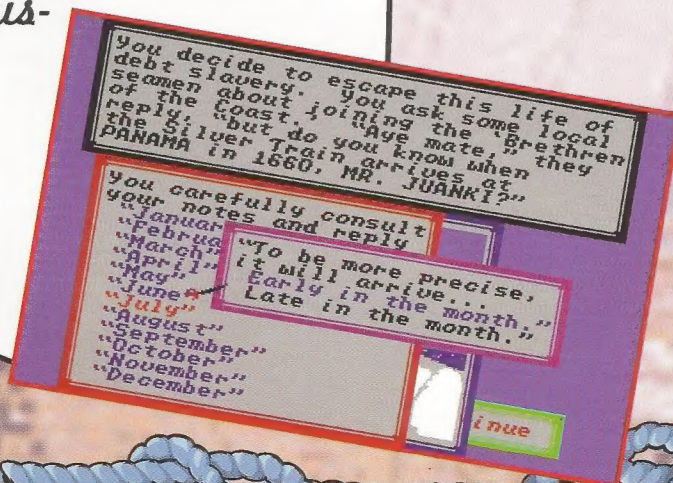 us-
You decide to escape this life of
debt slavery. You ask some local
seamen about joining the "Brethren
of the Coast." "Aye mate," they
reply, "but do you know when
the Silver Train arrives at
PANAMA in 1660, MR. JUANKI?"
You carefully consult
your notes and reply
"Januar
"Februa
"March"
"April"
"May"
"June"
"July"
"August"
"September"
"October"
"November"
"December"
"To be more precise,
it will arrive...
Early in the month."
Late in the month."
inue